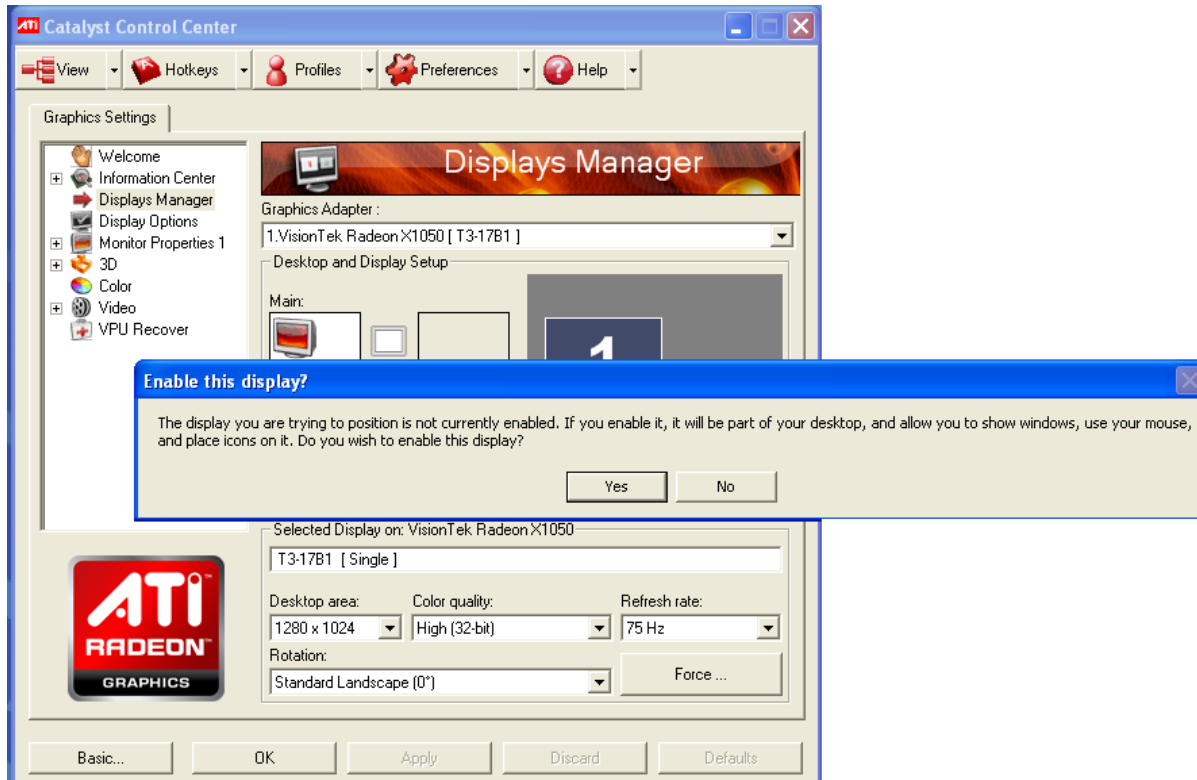 ATI Catalyst Control Center
View Hotkeys Profiles Preferences Help
Graphics Settings
Welcome
Information Center
Displays Manager
Display Options
Monitor Properties 1
3D
Color
Video
VPU Recover
Displays Manager
Graphics Adapter :
1.VisionTek Radeon X1050 [ T3-17B1 ]
Desktop and Display Setup
Main:
1
Enable this display?
The display you are trying to position is not currently enabled. If you enable it, it will be part of your desktop, and allow you to show windows, use your mouse,
and place icons on it. Do you wish to enable this display?
Yes No
Selected Display on: VisionTek Radeon X1050
T3-17B1 [ Single ]
Desktop area: Color quality: Refresh rate:
1280 x 1024 High (32-bit) 75 Hz
Rotation:
Standard Landscape (0°)
Force ...
ATI™
RADEON™
GRAPHICS
Basic... OK Apply Discard Defaults